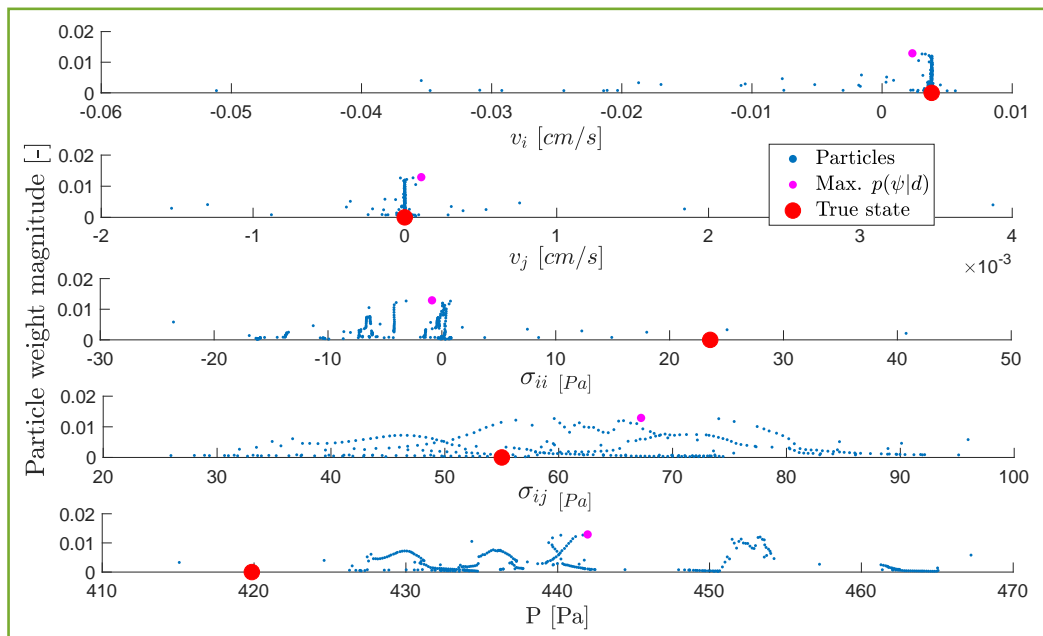 Particle weight magnitude [-]
0.02
0.01
0
-0.06 -0.05 -0.04 -0.03 -0.02 -0.01 0 0.01
v_i [cm/s]
Particles
Max. p(ψ|d)
True state
0.02
0.01
0
-2 -1 0 1 2 3 4
v_j [cm/s]
×10^-3
0.02
0.01
0
-30 -20 -10 0 10 20 30 40 50
σ_ii [Pa]
0.02
0.01
0
20 30 40 50 60 70 80 90 100
σ_ij [Pa]
0.02
0.01
0
410 420 430 440 450 460 470
P [Pa]